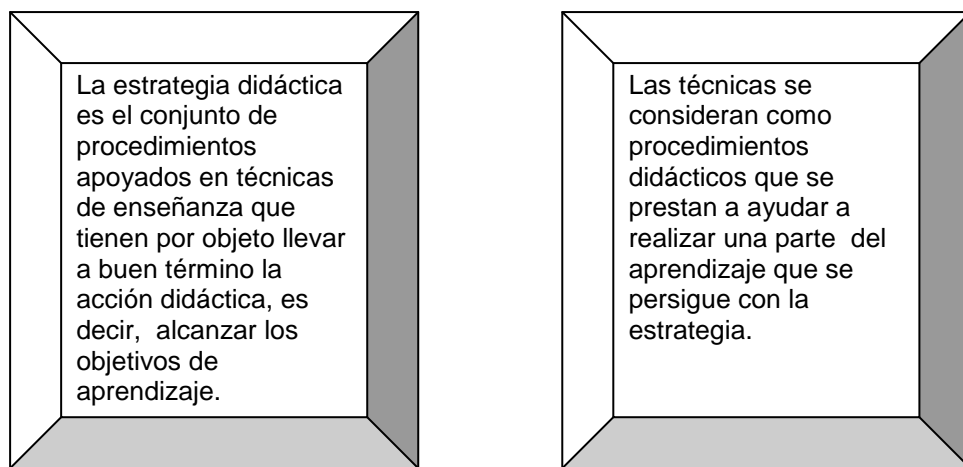 La estrategia didáctica
es el conjunto de
procedimientos
apoyados en técnicas
de enseñanza que
tienen por objeto llevar
a buen término la
acción didáctica, es
decir,  alcanzar los
objetivos de
aprendizaje.
Las técnicas se
consideran como
procedimientos
didácticos que se
prestan a ayudar a
realizar una parte  del
aprendizaje que se
persigue con la
estrategia.